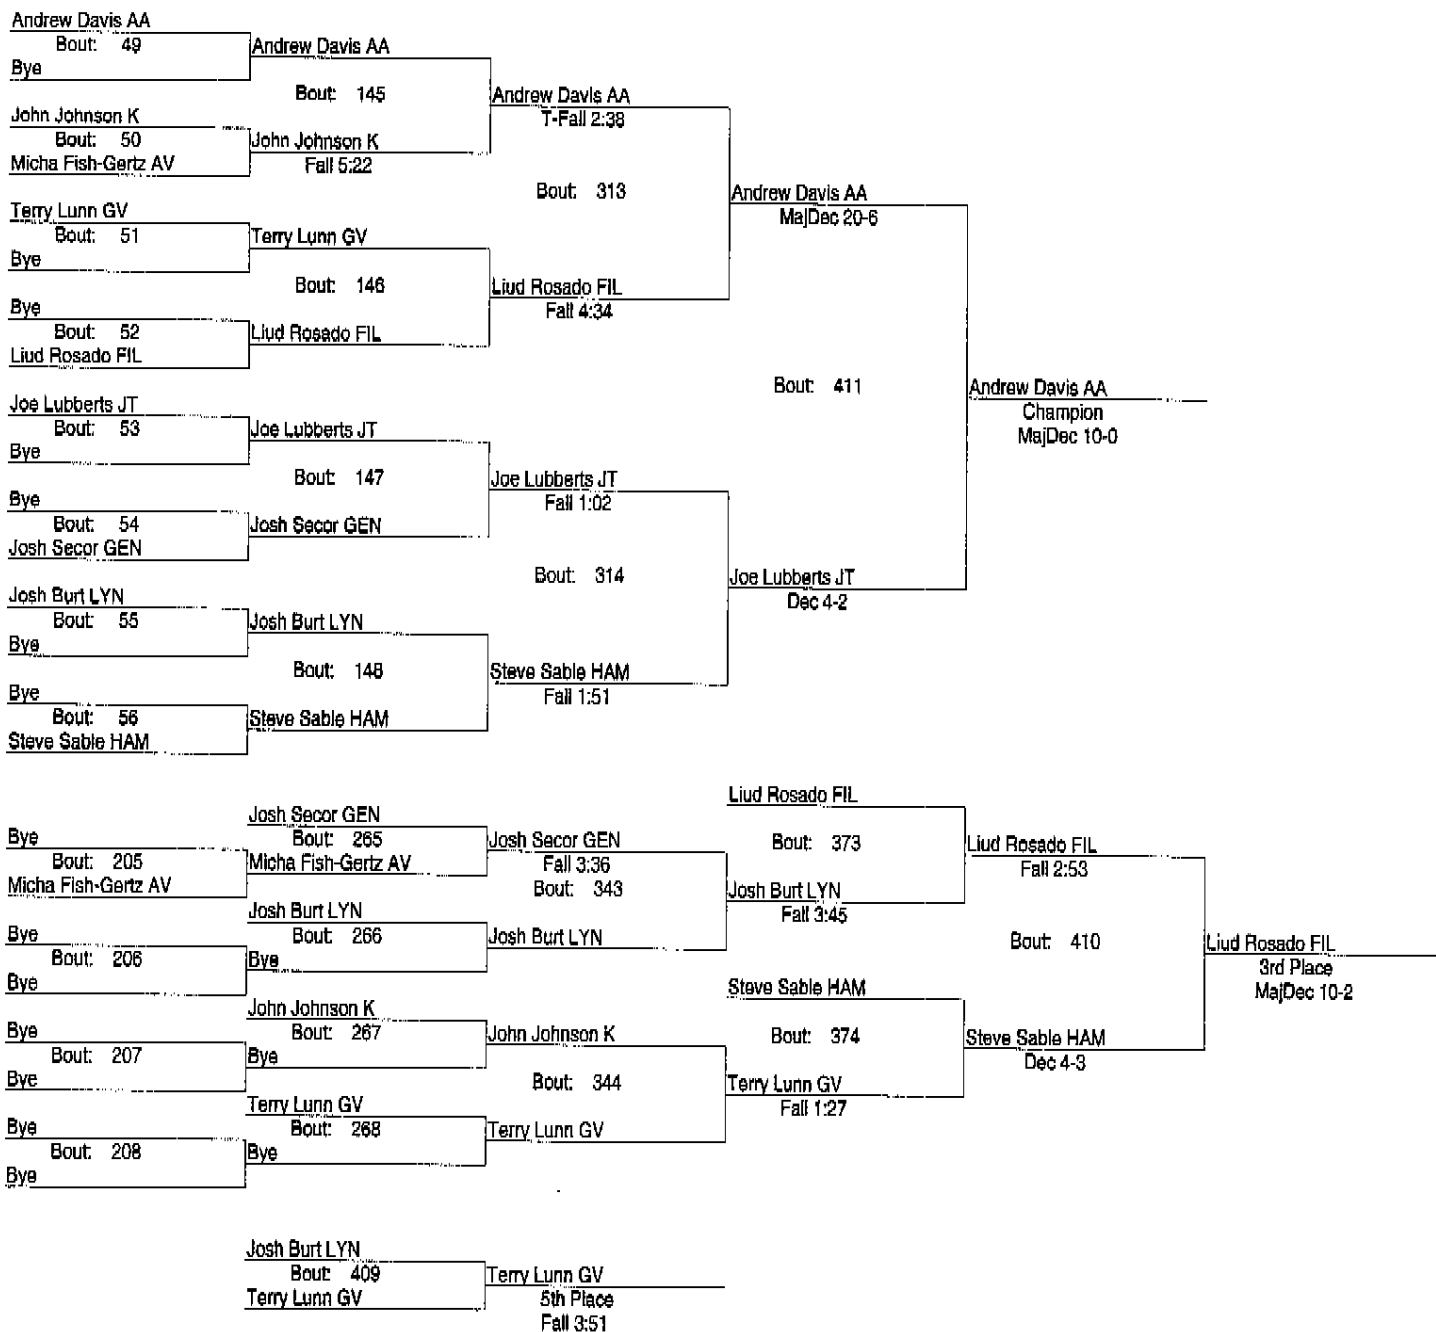 Andrew Davis AA
Bout: 49
Bye
Andrew Davis AA
Bout: 145
John Johnson K
Bout: 50
Micha Fish-Gertz AV
John Johnson K
Fall 5:22
Andrew Davis AA
T-Fall 2:38
Bout: 313
Terry Lunn GV
Bout: 51
Bye
Terry Lunn GV
Bout: 146
Bye
Bout: 52
Liud Rosado FIL
Liud Rosado FIL
Liud Rosado FIL
Fall 4:34
Andrew Davis AA
MajDec 20-6
Bout: 411
Joe Lubberts JT
Bout: 53
Bye
Joe Lubberts JT
Bout: 147
Bye
Bout: 54
Josh Secor GEN
Josh Secor GEN
Joe Lubberts JT
Fall 1:02
Bout: 314
Josh Burt LYN
Bout: 55
Bye
Josh Burt LYN
Bout: 148
Bye
Bout: 56
Steve Sable HAM
Steve Sable HAM
Steve Sable HAM
Fall 1:51
Joe Lubberts JT
Dec 4-2
Andrew Davis AA
Champion
MajDec 10-0
Bye
Bout: 205
Micha Fish-Gertz AV
Josh Secor GEN
Bout: 265
Micha Fish-Gertz AV
Josh Secor GEN
Fall 3:36
Bout: 343
Bye
Bout: 206
Bye
Josh Burt LYN
Bout: 266
Bye
Josh Burt LYN
Liud Rosado FIL
Bout: 373
Josh Burt LYN
Fall 3:45
Liud Rosado FIL
Fall 2:53
Bout: 410
Bye
Bout: 207
Bye
John Johnson K
Bout: 267
Bye
John Johnson K
Bout: 344
Bye
Bout: 208
Bye
Terry Lunn GV
Bout: 268
Bye
Terry Lunn GV
Steve Sable HAM
Bout: 374
Terry Lunn GV
Fall 1:27
Steve Sable HAM
Dec 4-3
Liud Rosado FIL
3rd Place
MajDec 10-2
Josh Burt LYN
Bout: 409
Terry Lunn GV
Terry Lunn GV
5th Place
Fall 3:51